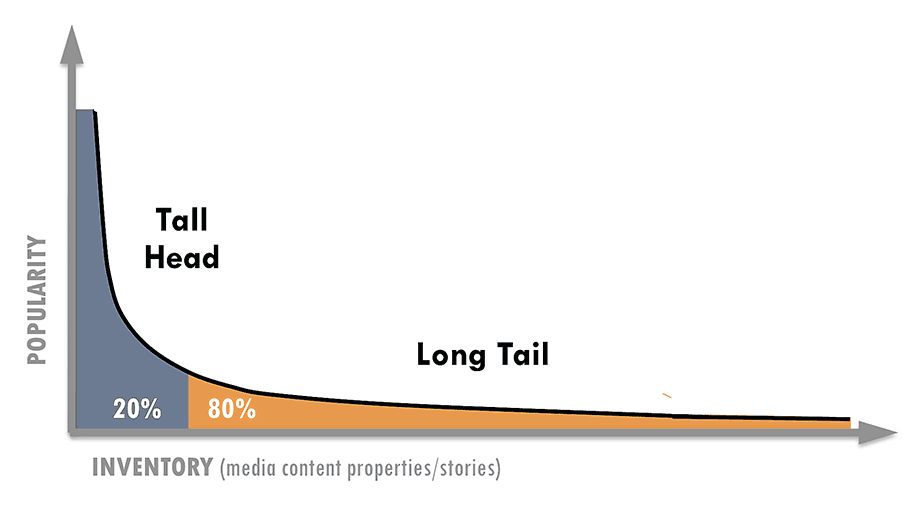 Tall
Head
POPULARITY
Long Tail
20%
80%
INVENTORY (media content properties/stories)